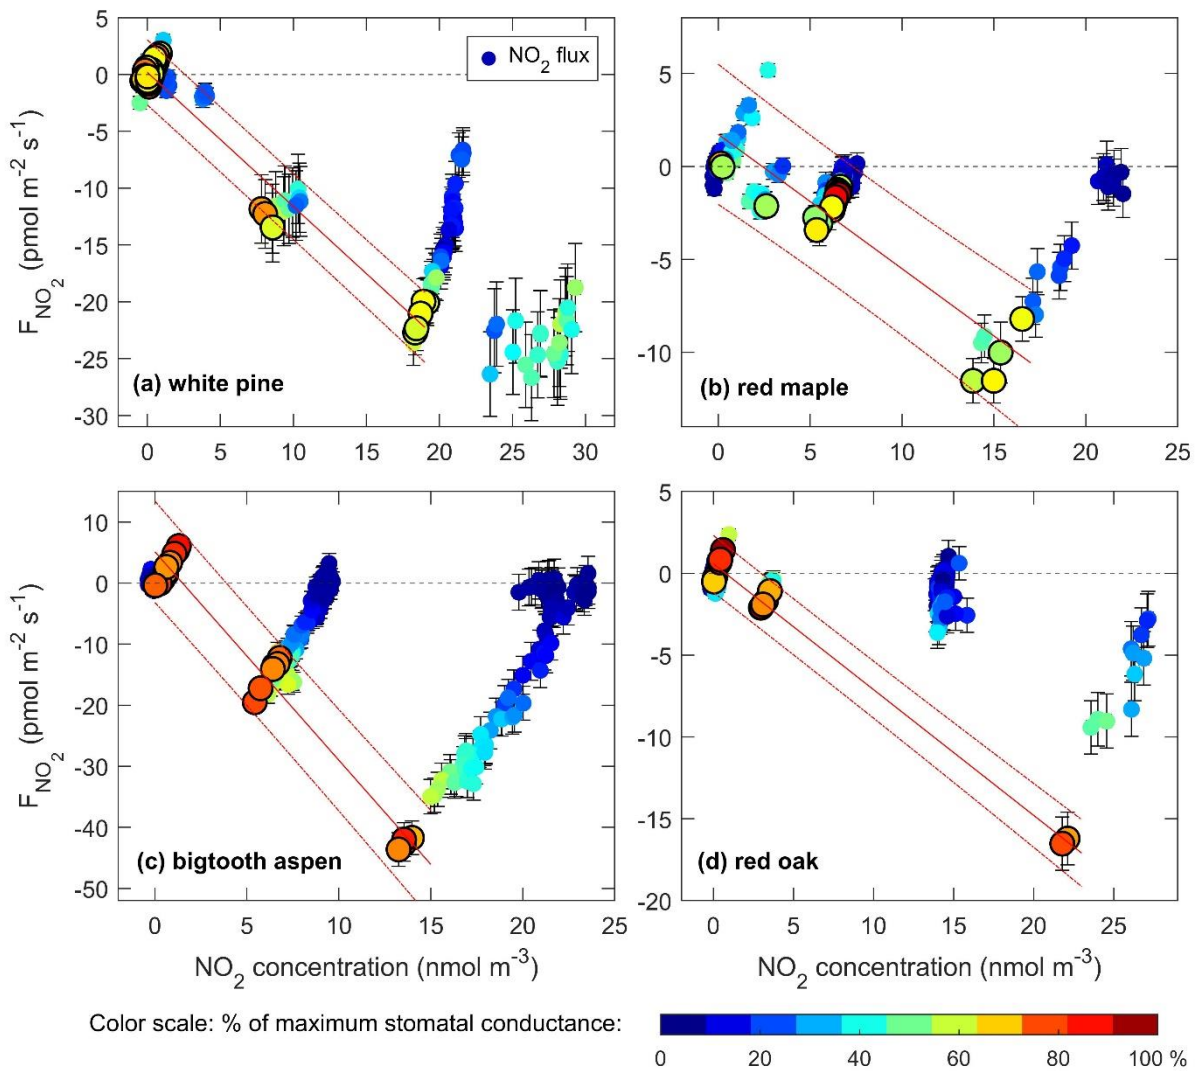 5
0
-5
-10
-15
-20
-25
-30
F_NO₂ (pmol m⁻² s⁻¹)
NO₂ flux
(a) white pine
0 5 10 15 20 25 30
5
0
-5
-10
(b) red maple
0 5 10 15 20 25
10
0
-10
-20
-30
-40
-50
F_NO₂ (pmol m⁻² s⁻¹)
(c) bigtooth aspen
0 5 10 15 20 25
NO₂ concentration (nmol m⁻³)
5
0
-5
-10
-15
-20
(d) red oak
0 5 10 15 20 25
NO₂ concentration (nmol m⁻³)
Color scale: % of maximum stomatal conductance:
0 20 40 60 80 100 %